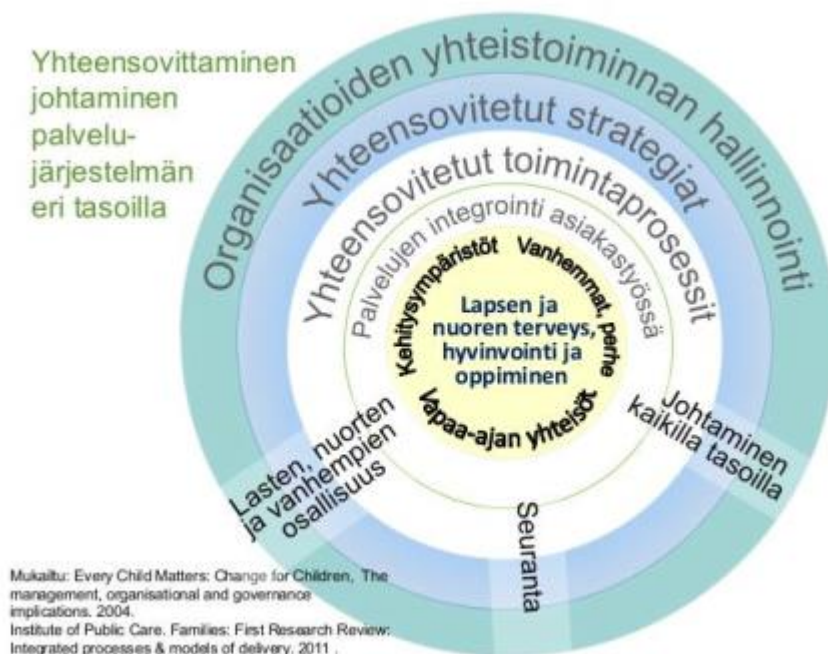 Yhteensovittaminen
johtaminen
palvelu-
järjestelmän
eri tasoilla
Organisaatioiden yhteistoiminnan hallinnointi
Yhteensovitetut strategiat
Yhteensovitetut toimintaprosessit
Palvelujen integrointi asiakastyössä
Kehitysympäristöt
Vanhemmat, perhe
Lapsen ja
nuoren terveys,
hyvinvointi ja
oppiminen
Vapaa-ajan yhteisöt
Lasten, nuorten
ja vanhempien
osallisuus
Seuranta
Johtaminen
kaikilla tasoilla
Mukailtu: Every Child Matters: Change for Children, The
management, organisational and governance
implications. 2004.
Institute of Public Care. Families: First Research Review:
Integrated processes & models of delivery. 2011 .